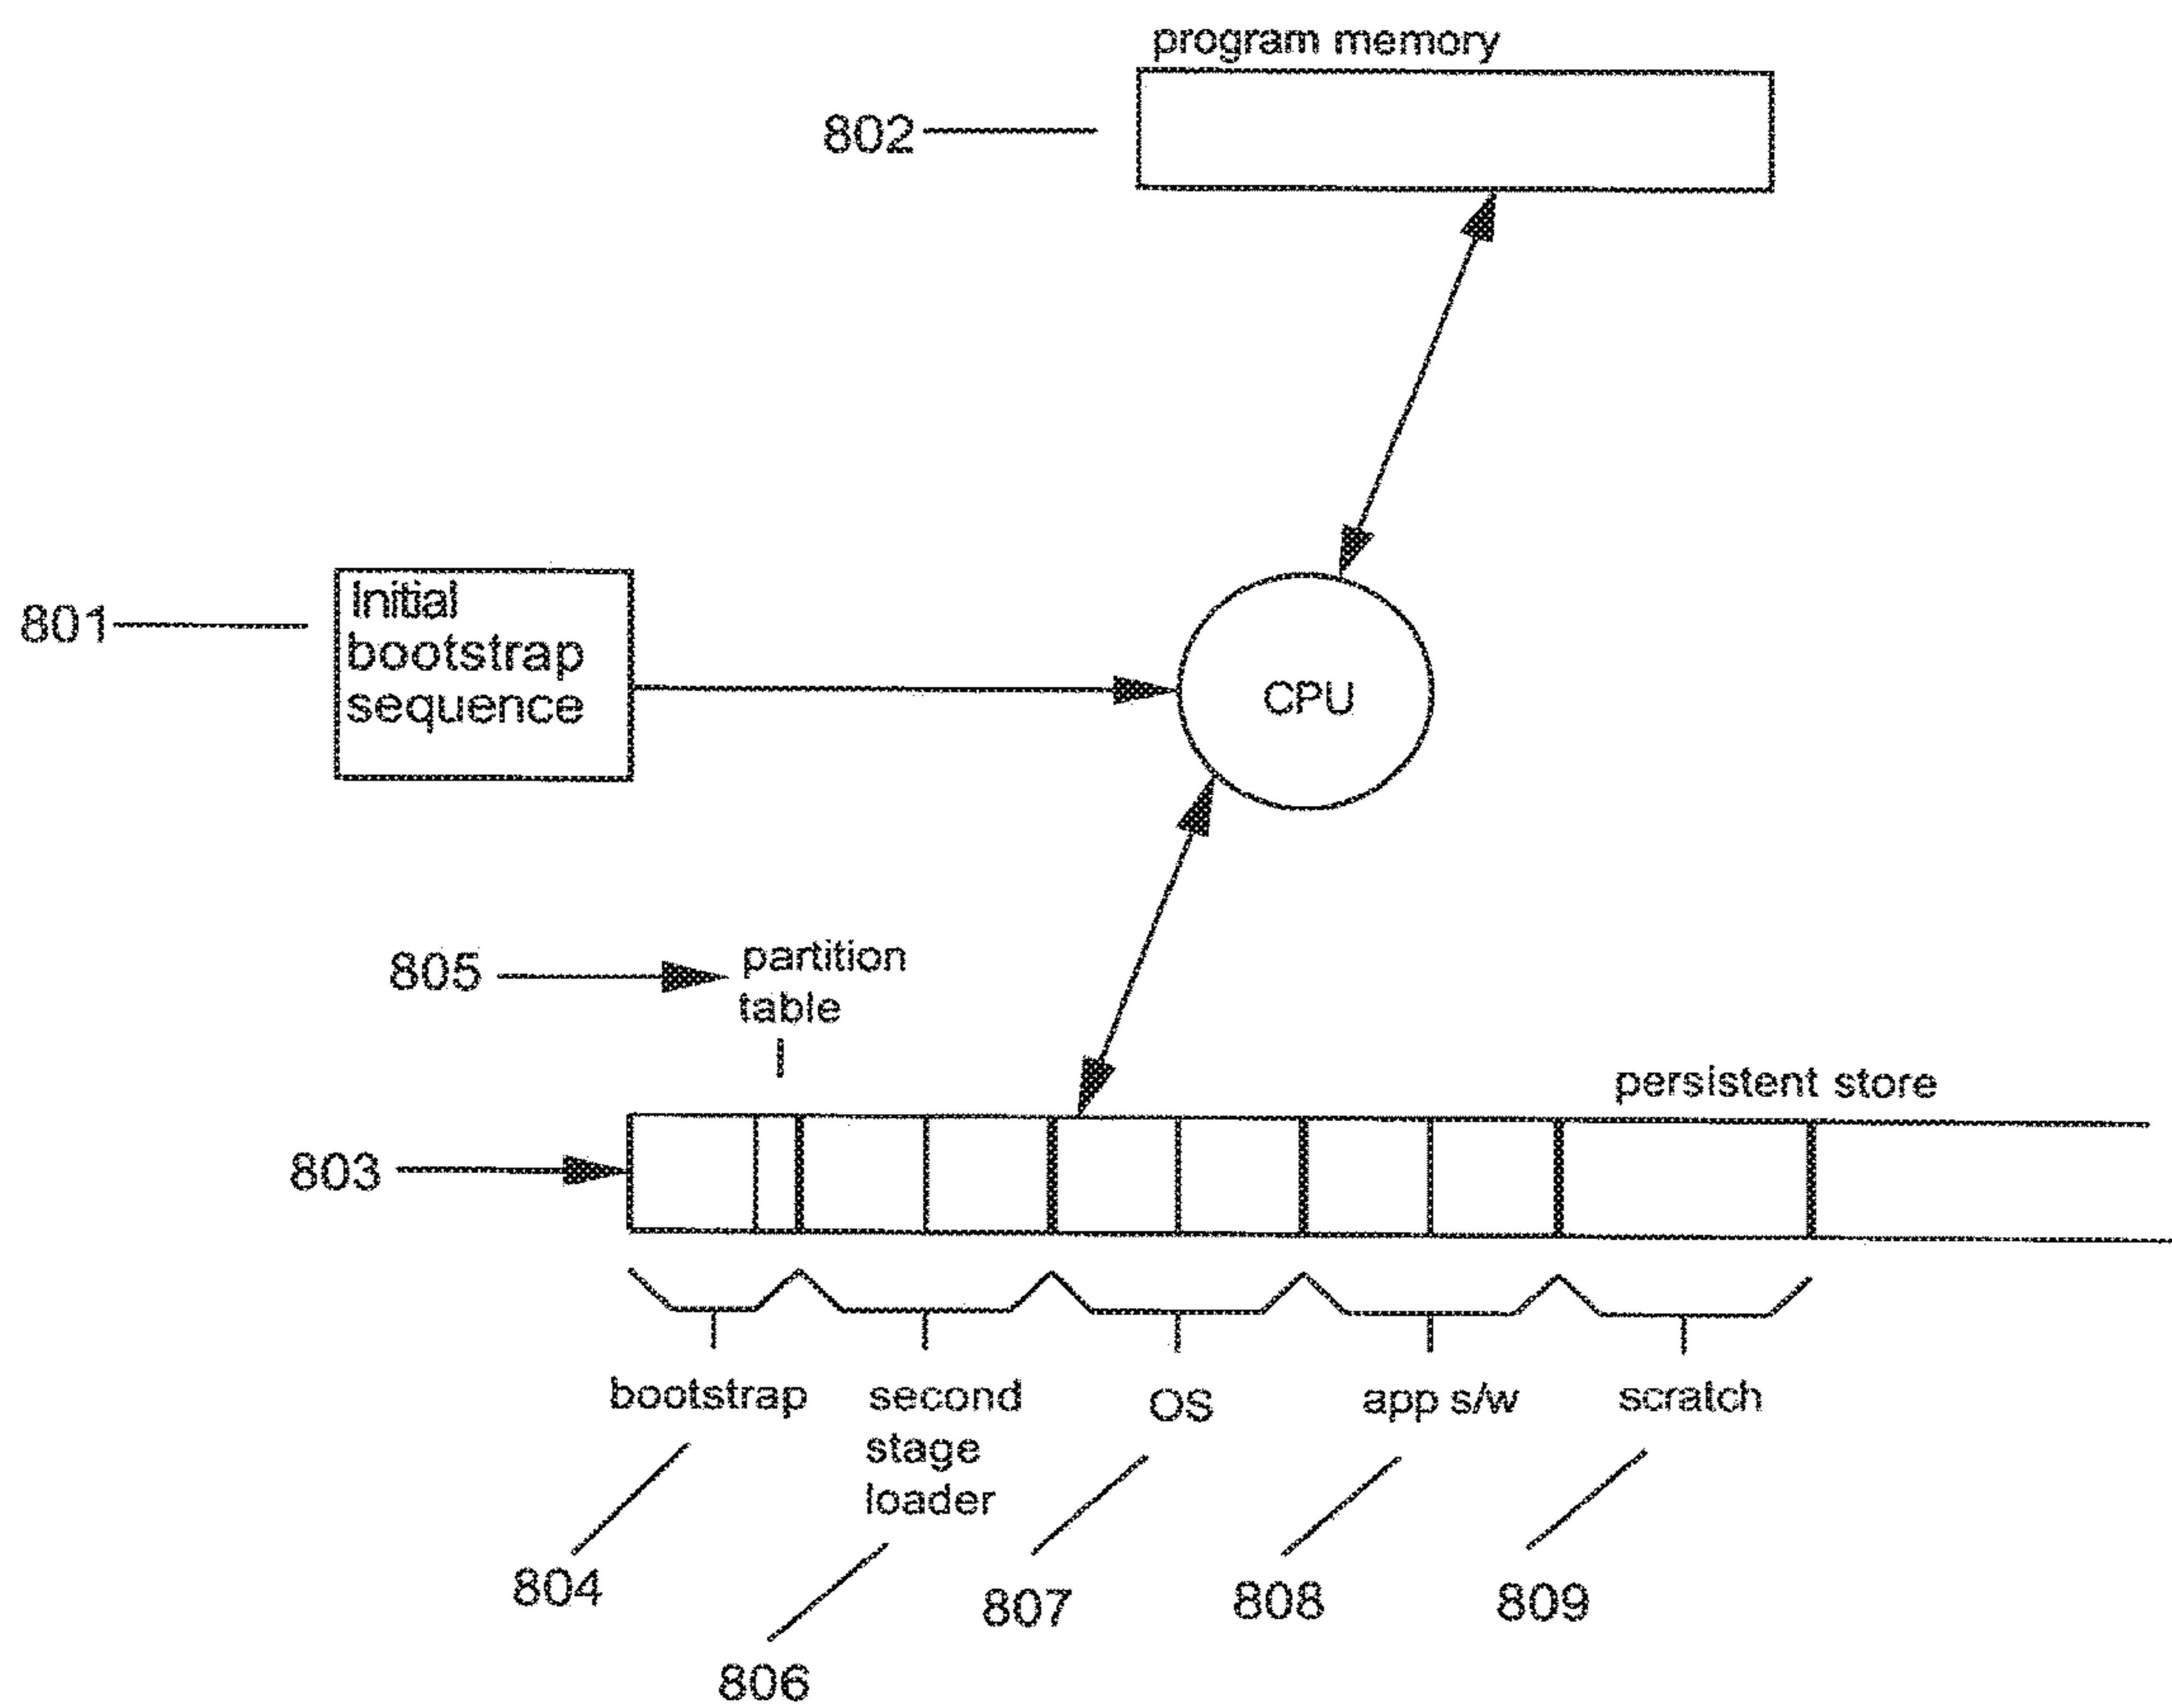 program memory
802
801
Initial
bootstrap
sequence
CPU
805
partition
table
persistent store
803
bootstrap
second
stage
loader
OS
app s/w
scratch
804
806
807
808
809